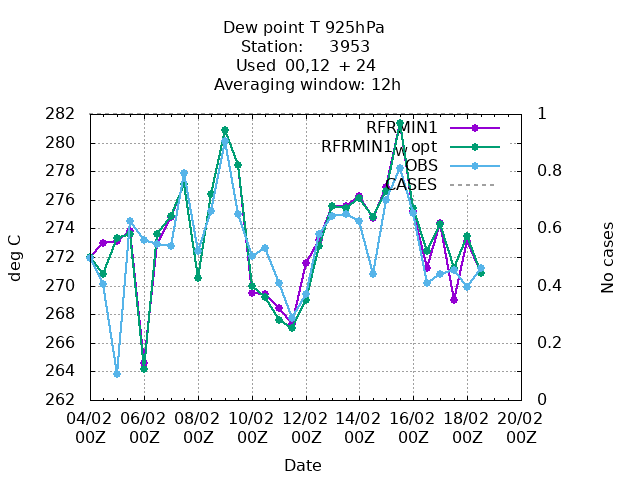 Dew point T 925hPa
Station: 3953
Used 00,12 + 24
Averaging window: 12h
282 1
RFRMIN1
280
RFRMIN1w opt
278 0.8
OBS
CASES
276
274 0.6
272
270 0.4
268
266 0.2
264
262 0
deg C
No cases
04/02 06/02 08/02 10/02 12/02 14/02 16/02 18/02 20/02
00Z 00Z 00Z 00Z 00Z 00Z 00Z 00Z 00Z
Date